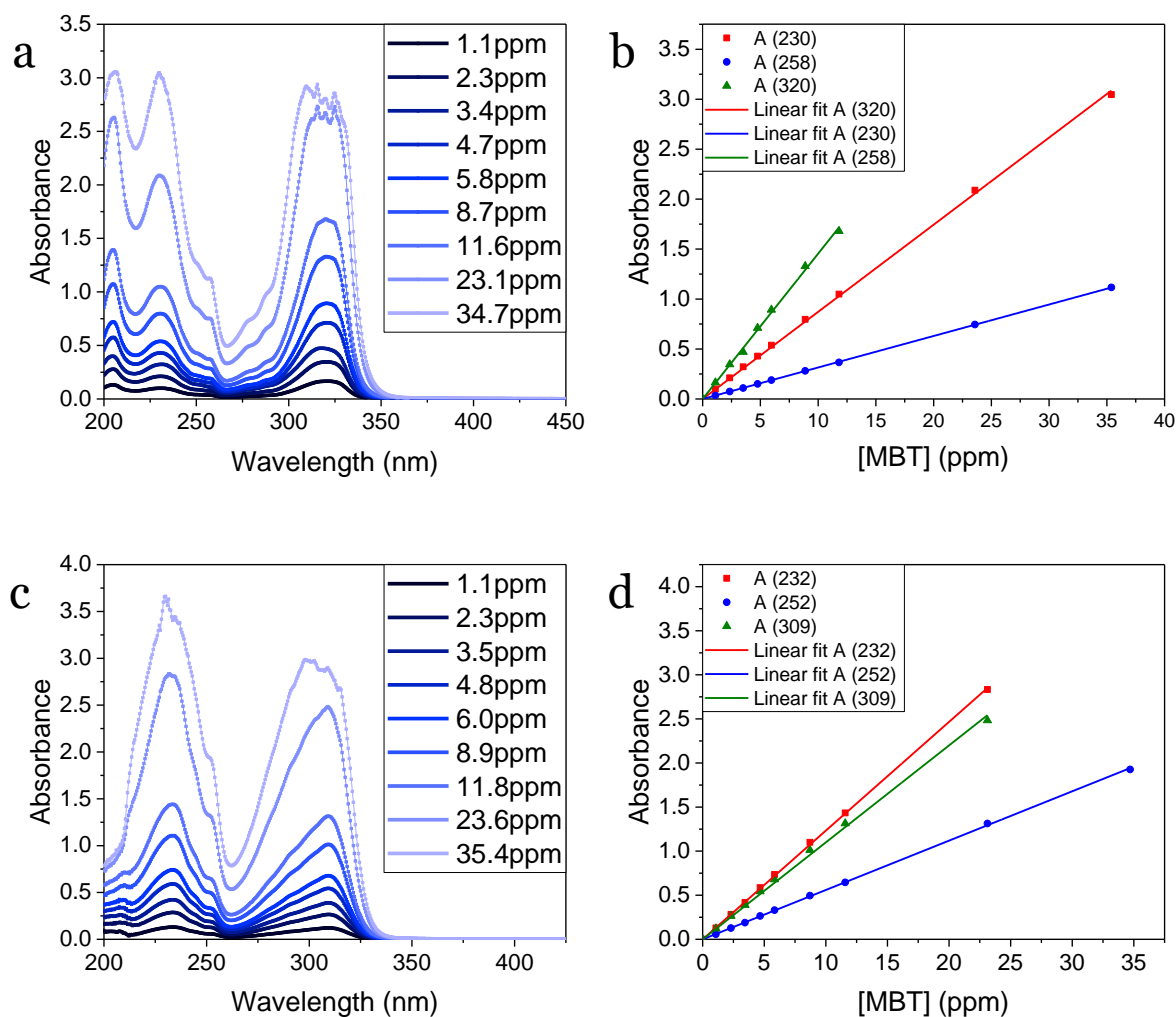 a
3.5
3.0
2.5
2.0
1.5
1.0
0.5
0.0
Absorbance
200 250 300 350 400 450
Wavelength (nm)
1.1ppm
2.3ppm
3.4ppm
4.7ppm
5.8ppm
8.7ppm
11.6ppm
23.1ppm
34.7ppm
b
3.5
3.0
2.5
2.0
1.5
1.0
0.5
0.0
Absorbance
0 5 10 15 20 25 30 35 40
[MBT] (ppm)
A (230)
A (258)
A (320)
Linear fit A (320)
Linear fit A (230)
Linear fit A (258)
c
4.0
3.5
3.0
2.5
2.0
1.5
1.0
0.5
0.0
Absorbance
200 250 300 350 400
Wavelength (nm)
1.1ppm
2.3ppm
3.5ppm
4.8ppm
6.0ppm
8.9ppm
11.8ppm
23.6ppm
35.4ppm
d
4.0
3.5
3.0
2.5
2.0
1.5
1.0
0.5
0.0
Absorbance
0 5 10 15 20 25 30 35
[MBT] (ppm)
A (232)
A (252)
A (309)
Linear fit A (232)
Linear fit A (252)
Linear fit A (309)